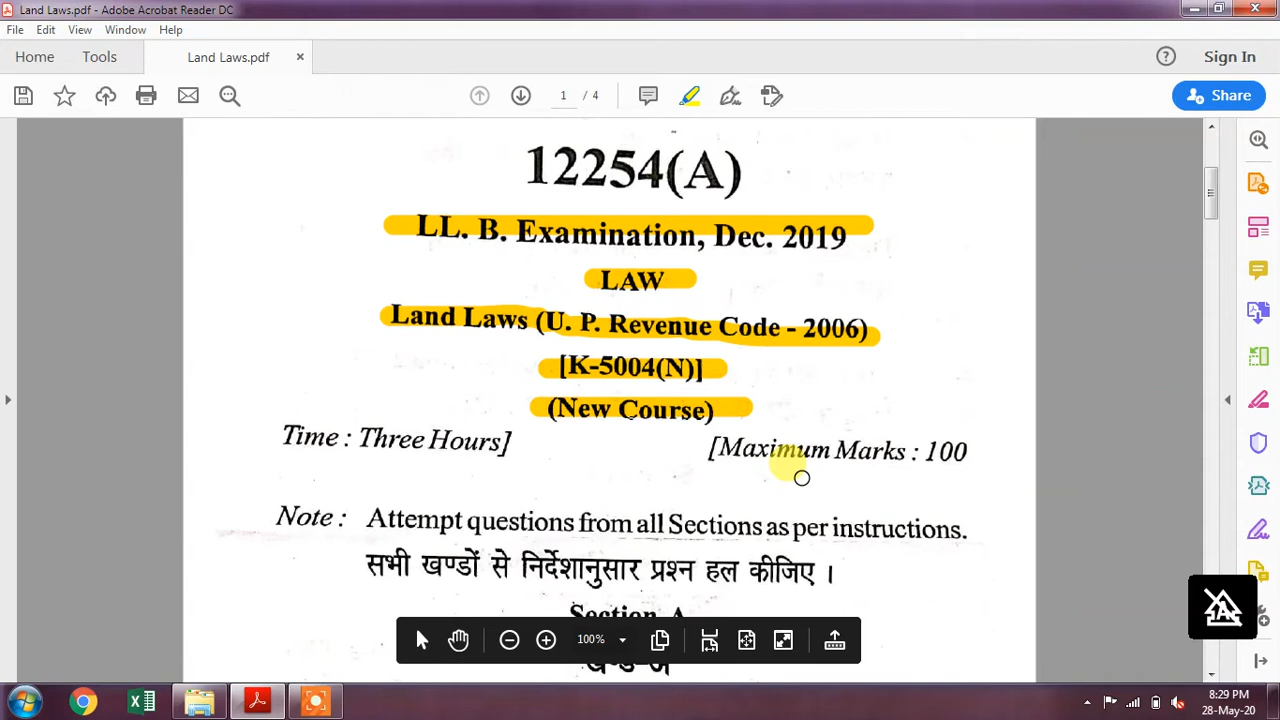 Land Laws.pdf - Adobe Acrobat Reader DC
File Edit View Window Help
Home Tools Land Laws.pdf × Sign In
1 / 4 Share
12254(A)
LL. B. Examination, Dec. 2019
LAW
Land Laws (U. P. Revenue Code - 2006)
[K-5004(N)]
(New Course)
Time : Three Hours] [Maximum Marks : 100
Note : Attempt questions from all Sections as per instructions.
सभी खण्डों से निर्देशानुसार प्रश्न हल कीजिए ।
Section A
100%
खण्ड अ
8:29 PM
28-May-20